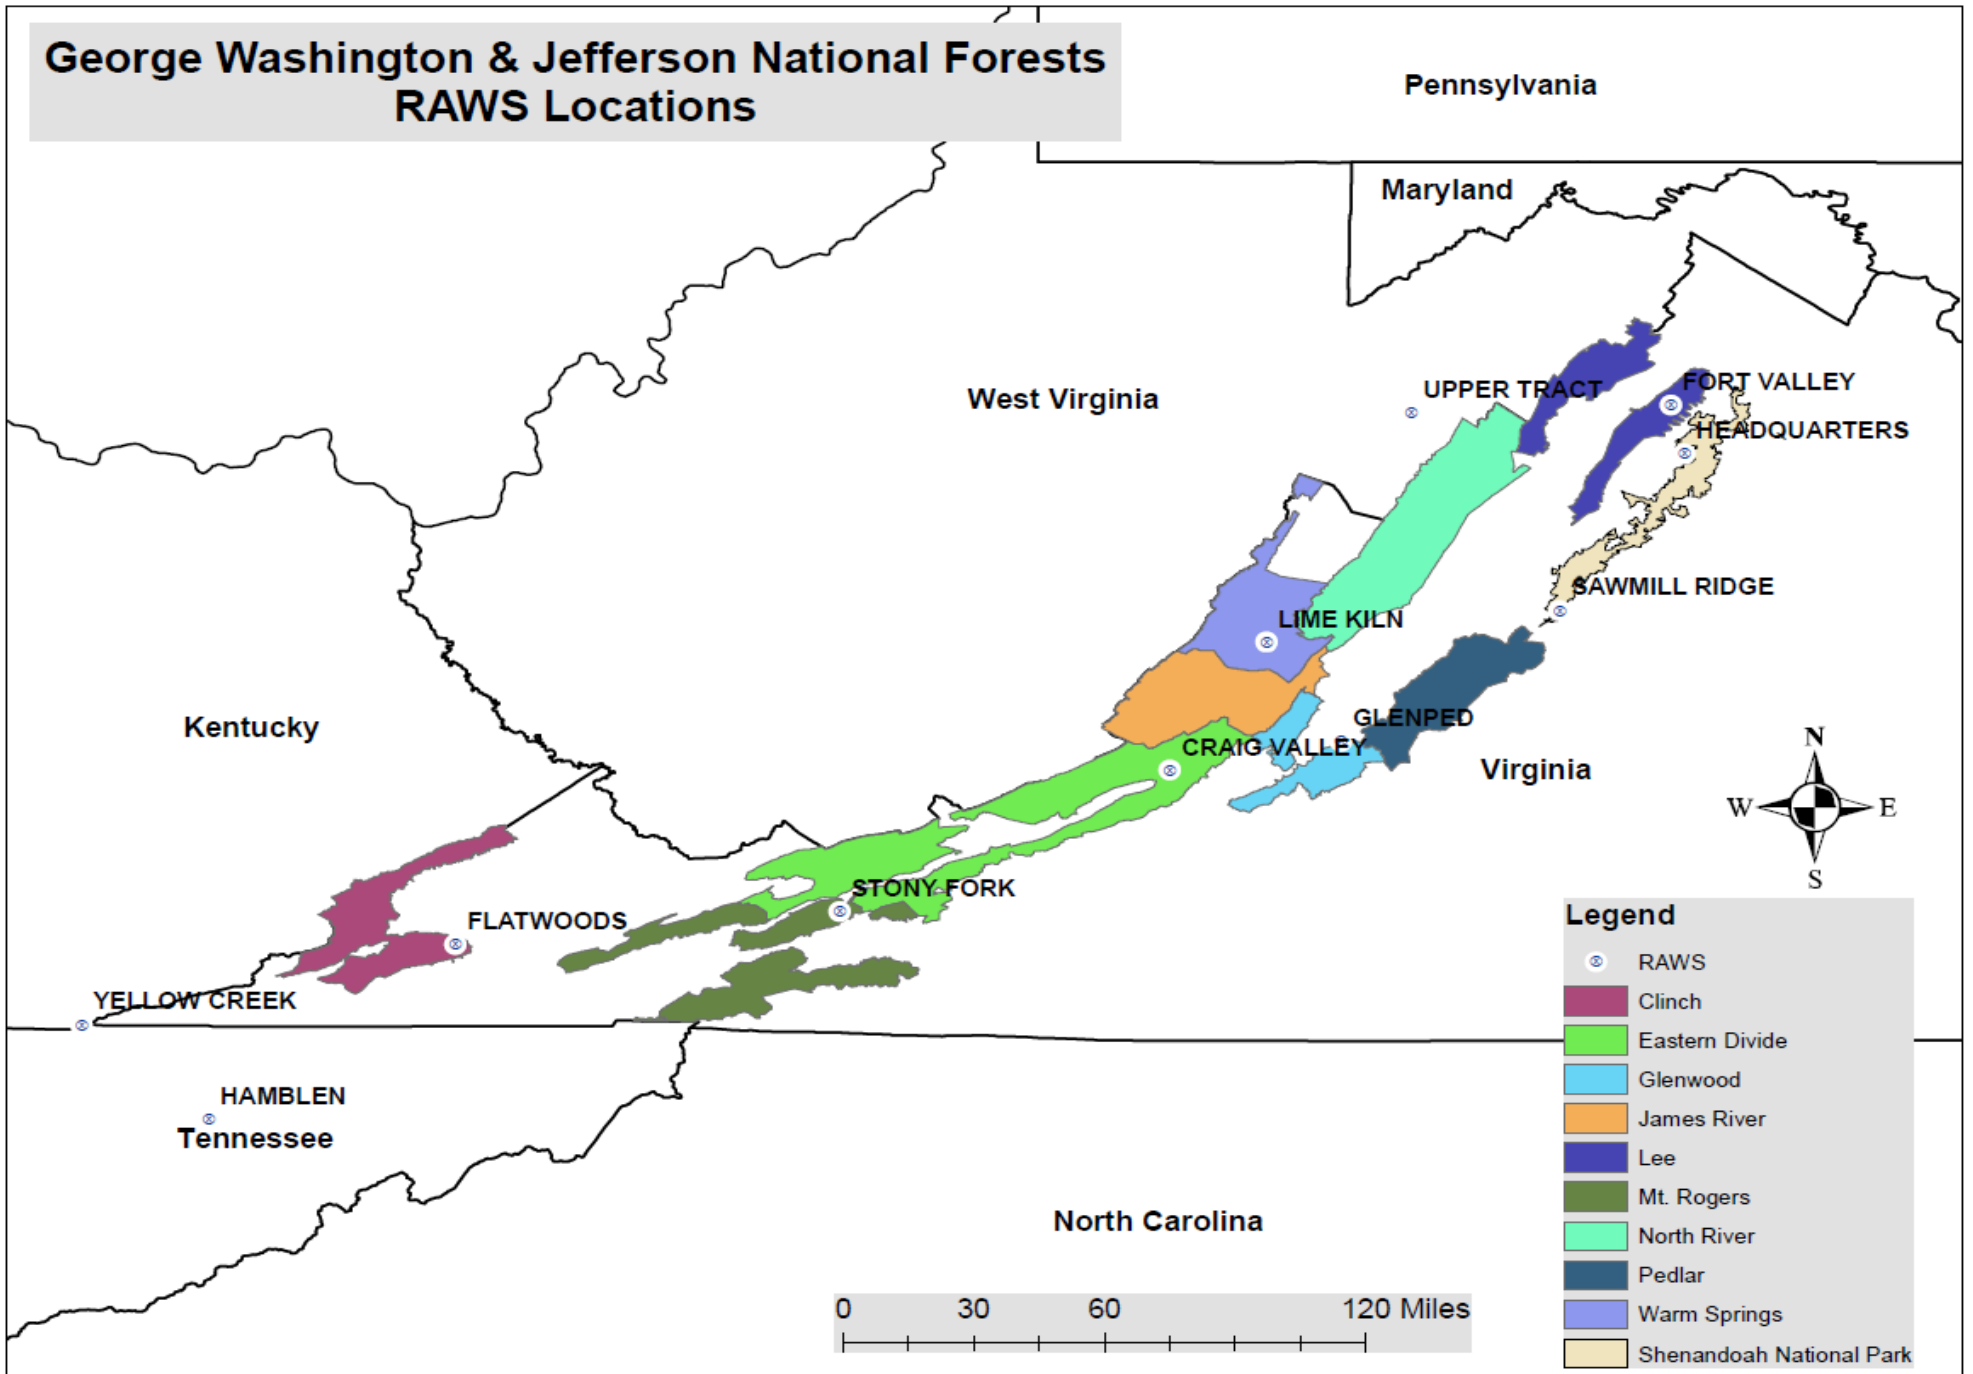 George Washington & Jefferson National Forests
RAWS Locations
Pennsylvania
Maryland
West Virginia
UPPER TRACT
FORT VALLEY
HEADQUARTERS
SAWMILL RIDGE
LIME KILN
Kentucky
GLENPED
CRAIG VALLEY
Virginia
N
W
E
S
STONY FORK
FLATWOODS
YELLOW CREEK
HAMBLEN
Tennessee
North Carolina
0 30 60 120 Miles
Legend
RAWS
Clinch
Eastern Divide
Glenwood
James River
Lee
Mt. Rogers
North River
Pedlar
Warm Springs
Shenandoah National Park